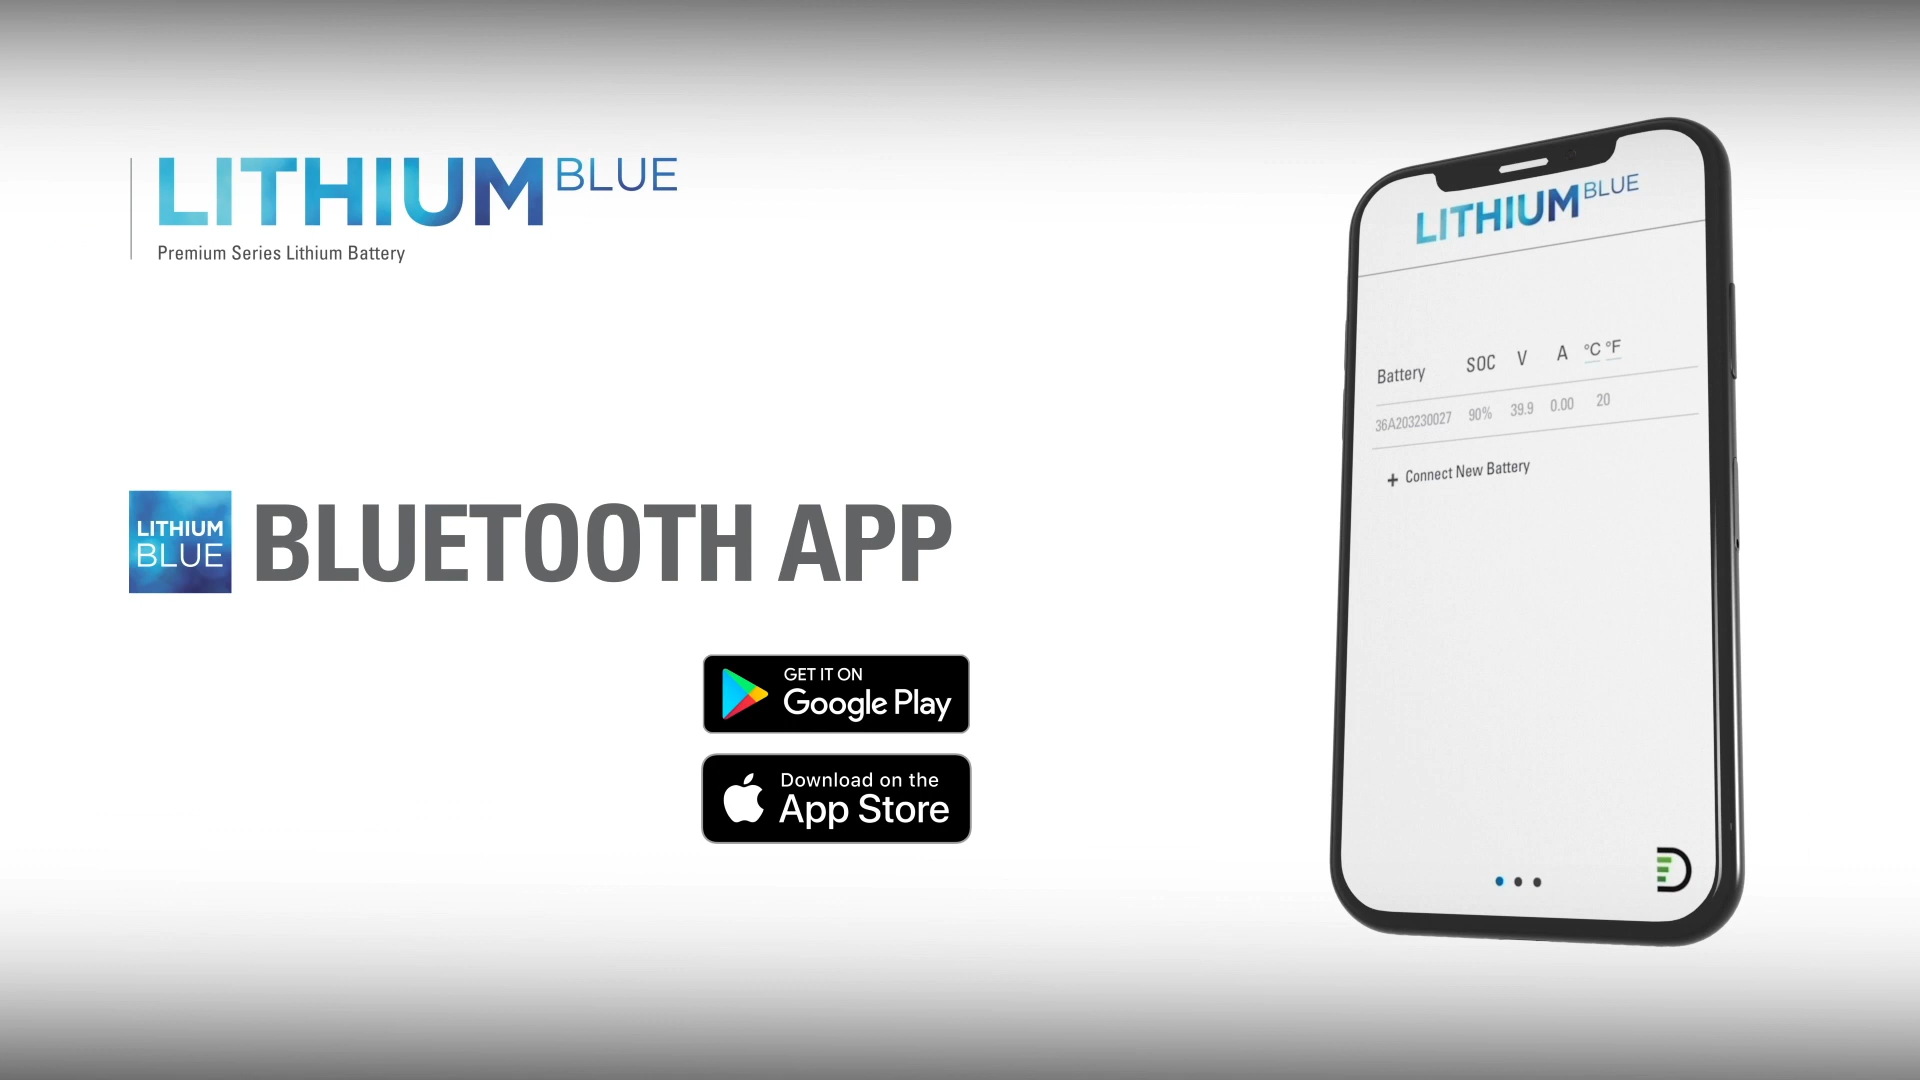 LITHIUM BLUE
Premium Series Lithium Battery
LITHIUM
BLUE
BLUETOOTH APP
GET IT ON
Google Play
Download on the
App Store
LITHIUM BLUE
Battery SOC V A °C °F
36A203230027 90% 39.9 0.00 20
+ Connect New Battery